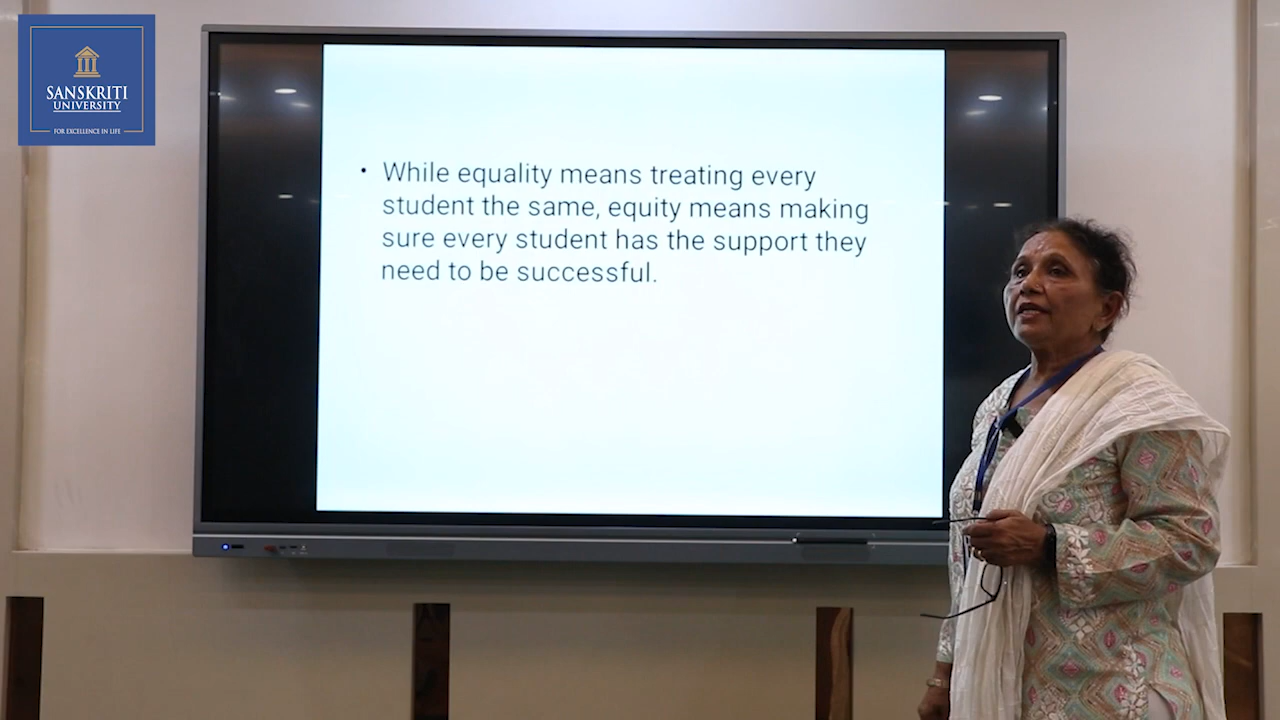 SANSKRITI
UNIVERSITY
FOR EXCELLENCE IN LIFE
• While equality means treating every
student the same, equity means making
sure every student has the support they
need to be successful.